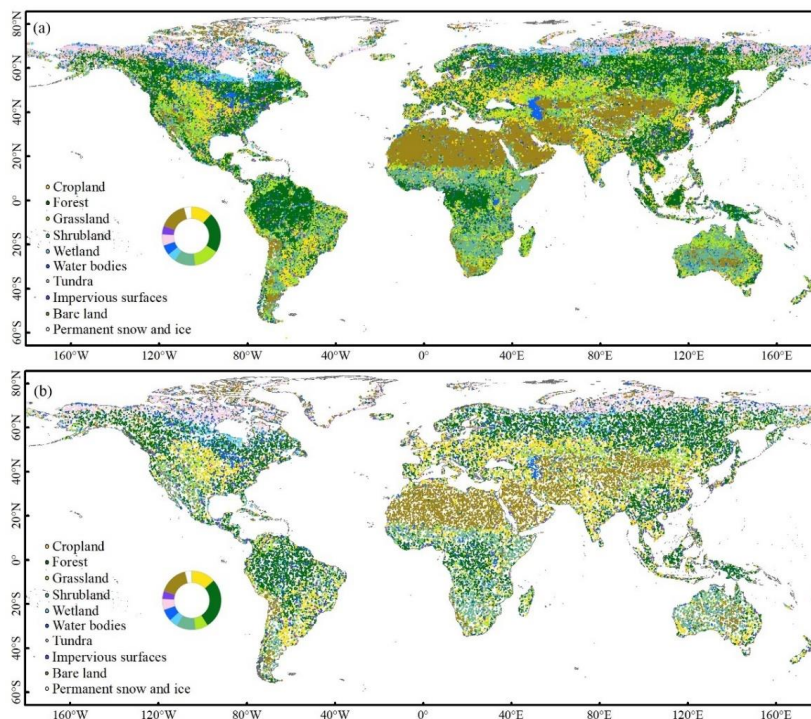 (a)
80°N
60°N
40°N
20°N
0°
20°S
40°S
60°S
Cropland
Forest
Grassland
Shrubland
Wetland
Water bodies
Tundra
Impervious surfaces
Bare land
Permanent snow and ice
160°W 120°W 80°W 40°W 0° 40°E 80°E 120°E 160°E
(b)
80°N
60°N
40°N
20°N
0°
20°S
40°S
60°S
Cropland
Forest
Grassland
Shrubland
Wetland
Water bodies
Tundra
Impervious surfaces
Bare land
Permanent snow and ice
160°W 120°W 80°W 40°W 0° 40°E 80°E 120°E 160°E